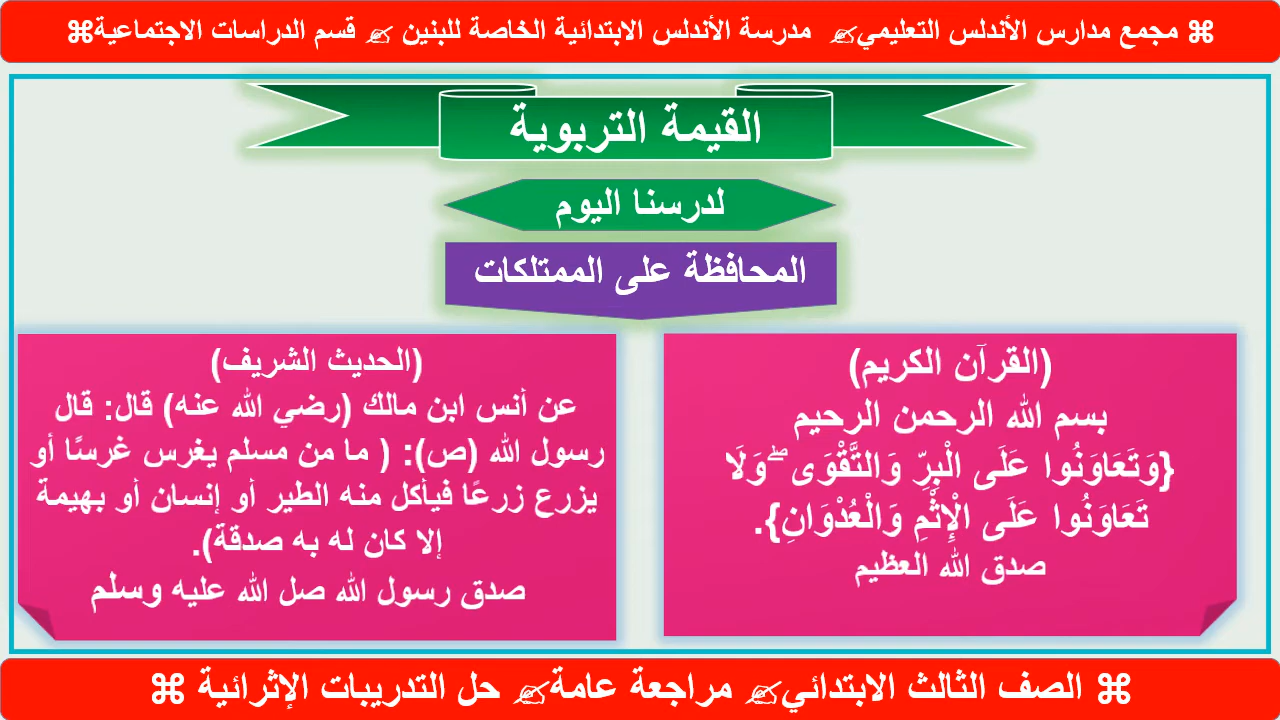 ⌘ مجمع مدارس الأندلس التعليمي✍ مدرسة الأندلس الابتدائية الخاصة للبنين ✍ قسم الدراسات الاجتماعية⌘
القيمة التربوية
لدرسنا اليوم
المحافظة على الممتلكات
(القرآن الكريم)
بسم الله الرحمن الرحيم
{وَتَعَاوَنُوا عَلَى الْبِرِّ وَالتَّقْوَى ۖ وَلَا
تَعَاوَنُوا عَلَى الْإِثْمِ وَالْعُدْوَانِ}.
صدق الله العظيم
(الحديث الشريف)
عن أنس ابن مالك (رضي الله عنه) قال: قال
رسول الله (ص): ( ما من مسلم يغرس غرسًا أو
يزرع زرعًا فيأكل منه الطير أو إنسان أو بهيمة
إلا كان له به صدقة).
صدق رسول الله صل الله عليه وسلم
⌘ الصف الثالث الابتدائي✍ مراجعة عامة✍ حل التدريبات الإثرائية ⌘